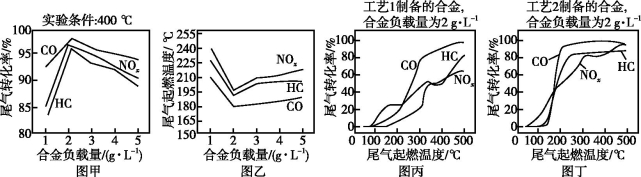 实验条件:400 ℃
尾气转化率/%
100
95
90
85
80
CO
NOx
HC
1 2 3 4 5
合金负载量/(g·L-1)
图甲
尾气起燃温度/℃
240
225
210
195
180
165
150
NOx
HC
CO
1 2 3 4 5
合金负载量/(g·L-1)
图乙
工艺1制备的合金,
合金负载量为2 g·L-1
尾气转化率/%
100
80
60
40
20
0
CO
HC
NOx
0 100 200 300 400 500
尾气起燃温度/℃
图丙
工艺2制备的合金,
合金负载量为2 g·L-1
尾气转化率/%
100
80
60
40
20
0
CO
HC
NOx
0 100 200 300 400 500
尾气起燃温度/℃
图丁